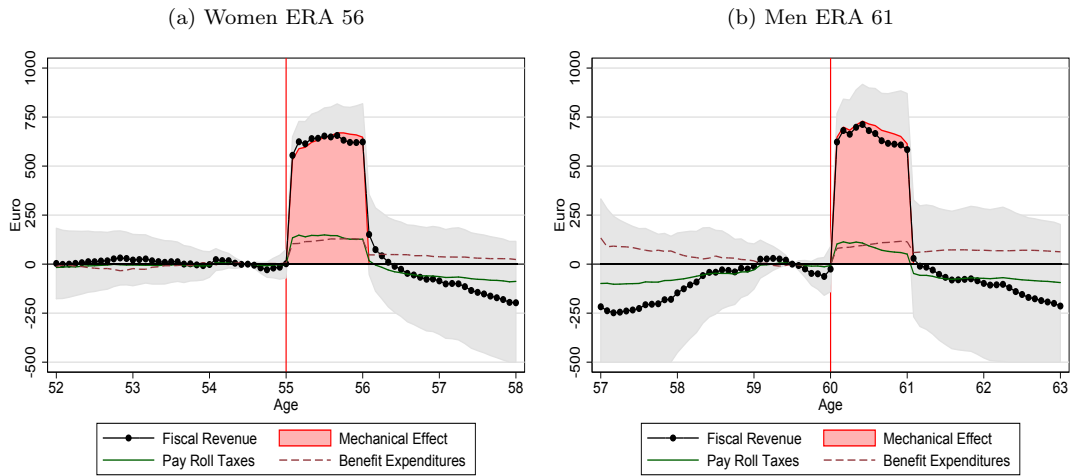 (a) Women ERA 56
1000
750
500
250
0
-250
-500
Euro
52 53 54 55 56 57 58
Age
Fiscal Revenue Mechanical Effect
Pay Roll Taxes Benefit Expenditures
(b) Men ERA 61
1000
750
500
250
0
-250
-500
Euro
57 58 59 60 61 62 63
Age
Fiscal Revenue Mechanical Effect
Pay Roll Taxes Benefit Expenditures